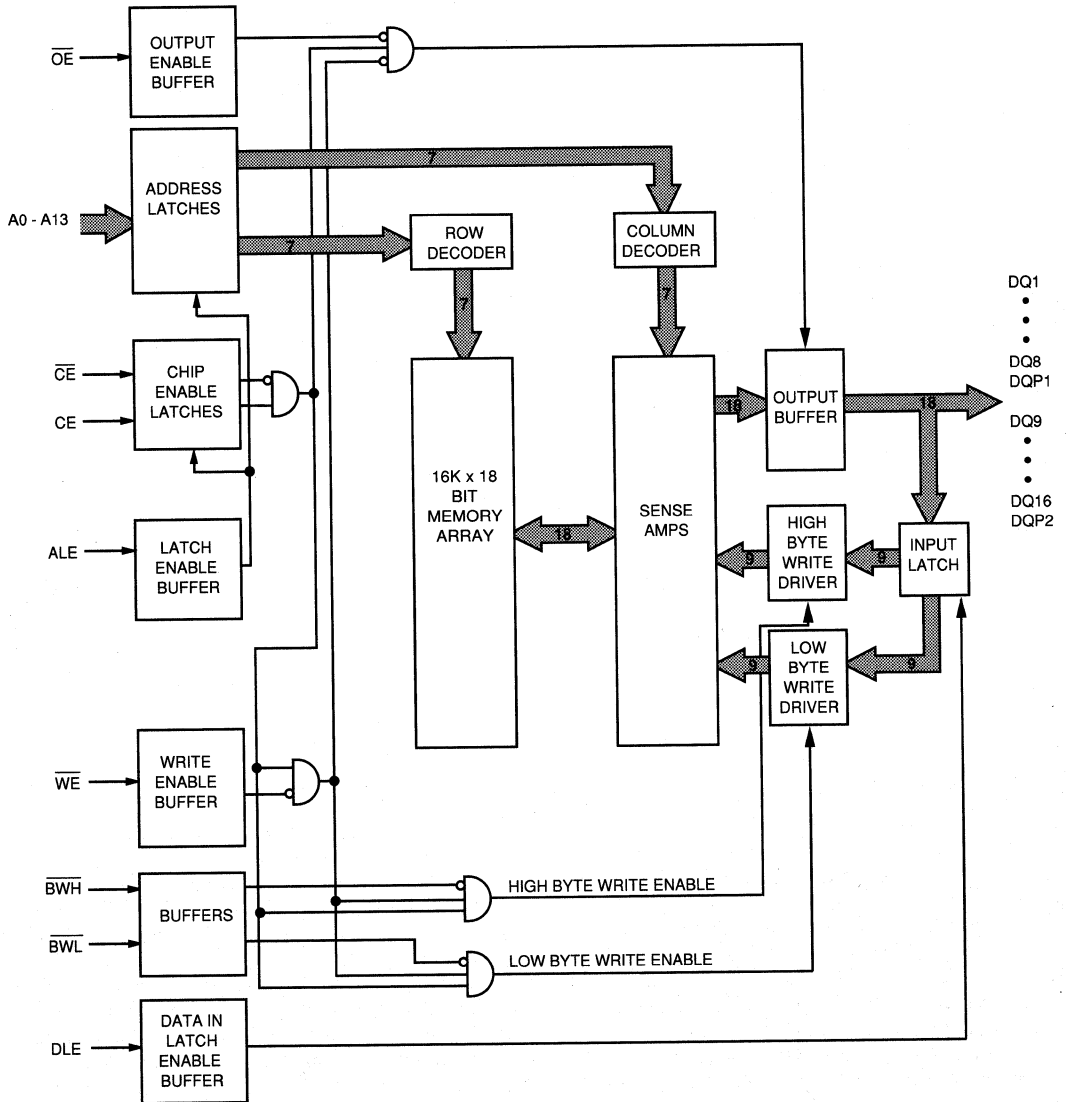 OE
OUTPUT
ENABLE
BUFFER
A0 - A13
ADDRESS
LATCHES
7
7
ROW
DECODER
COLUMN
DECODER
7
7
CE
CE
CHIP
ENABLE
LATCHES
ALE
LATCH
ENABLE
BUFFER
16K x 18
BIT
MEMORY
ARRAY
18
SENSE
AMPS
18
OUTPUT
BUFFER
18
DQ1
DQ8
DQP1
DQ9
DQ16
DQP2
9
HIGH
BYTE
WRITE
DRIVER
9
INPUT
LATCH
9
LOW
BYTE
WRITE
DRIVER
9
WE
WRITE
ENABLE
BUFFER
BWH
BWL
BUFFERS
HIGH BYTE WRITE ENABLE
LOW BYTE WRITE ENABLE
DLE
DATA IN
LATCH
ENABLE
BUFFER